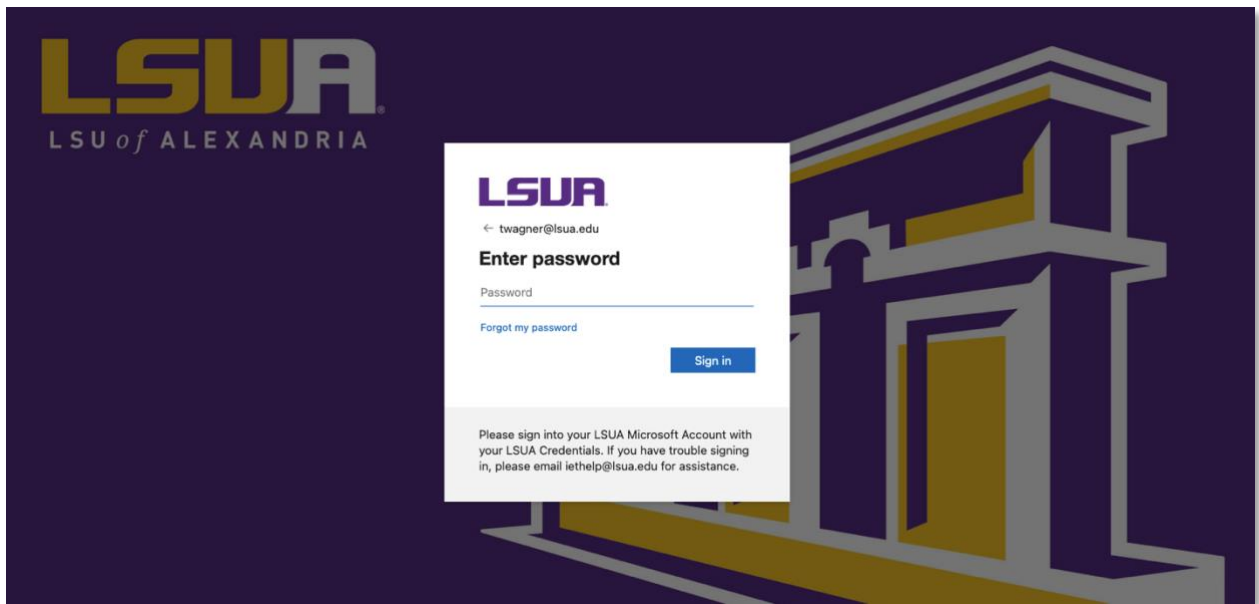 LSUA®
LSU of ALEXANDRIA
LSUA
← twagner@lsua.edu
Enter password
Password
Forgot my password
Sign in
Please sign into your LSUA Microsoft Account with
your LSUA Credentials. If you have trouble signing
in, please email iethelp@lsua.edu for assistance.